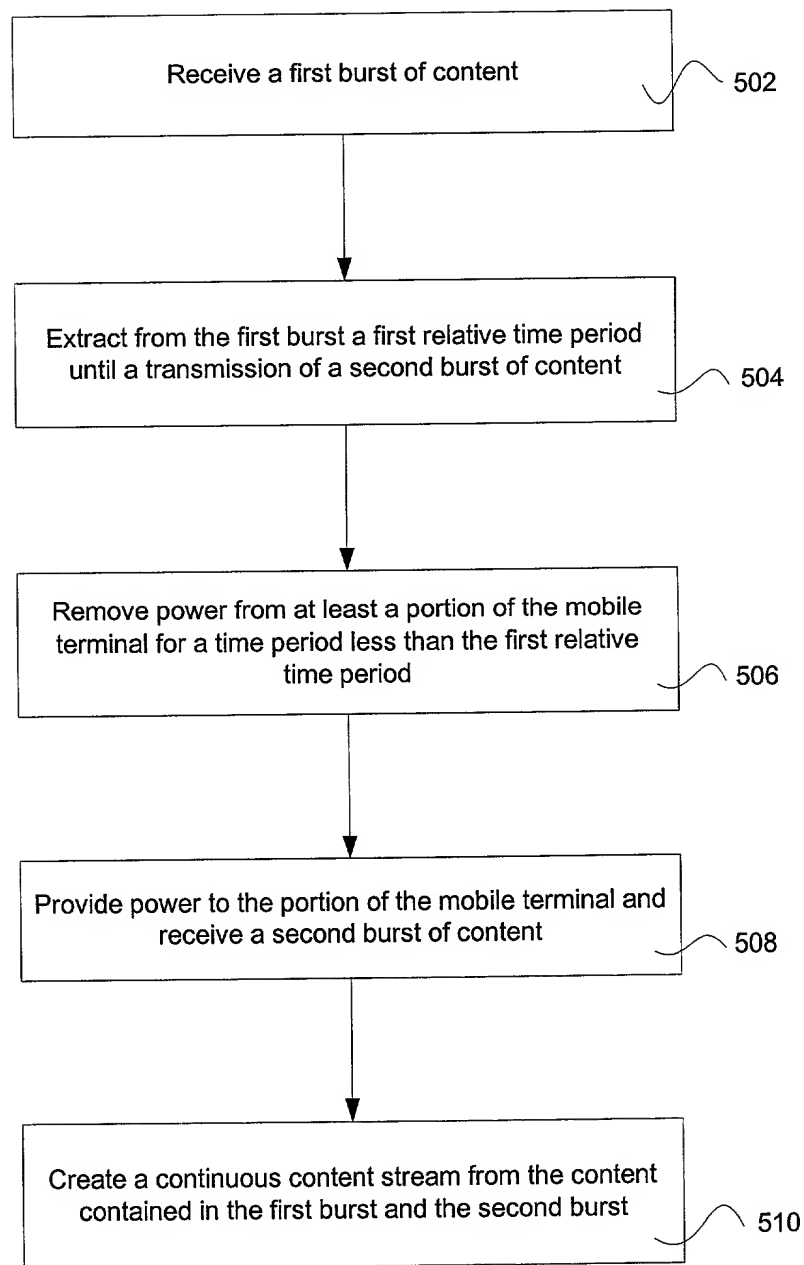 Receive a first burst of content
502
Extract from the first burst a first relative time period
until a transmission of a second burst of content
504
Remove power from at least a portion of the mobile
terminal for a time period less than the first relative
time period
506
Provide power to the portion of the mobile terminal and
receive a second burst of content
508
Create a continuous content stream from the content
contained in the first burst and the second burst
510